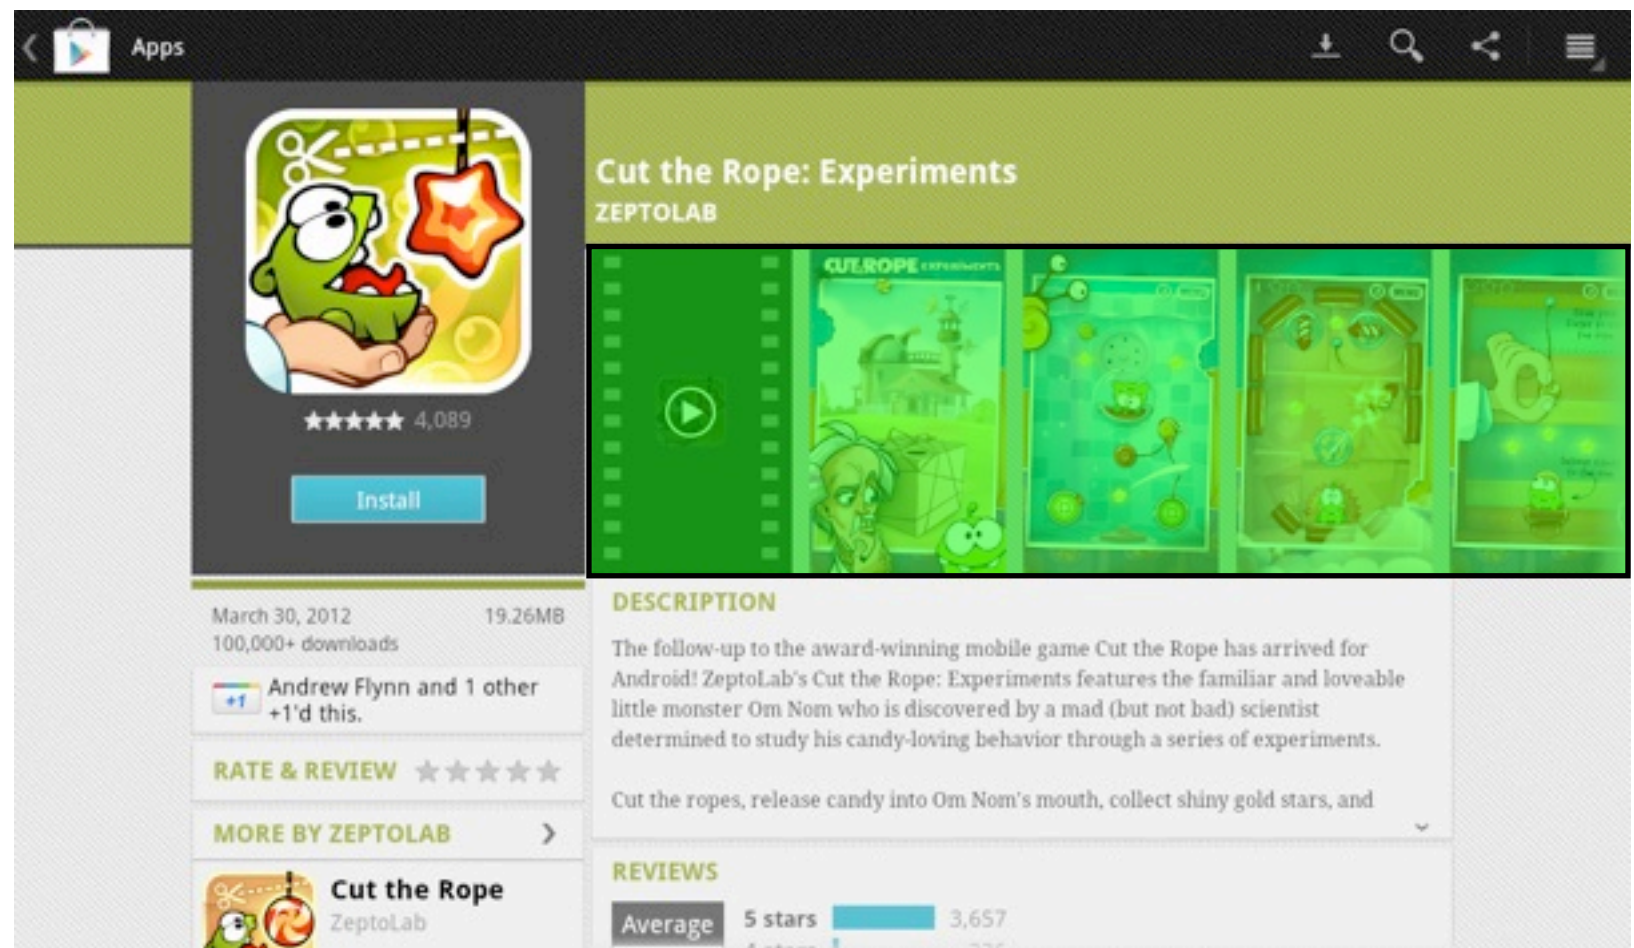 Apps
Cut the Rope: Experiments
ZEPTOLAB
CUT THE ROPE EXPERIMENTS
4,089
Install
March 30, 2012 19.26MB
100,000+ downloads
+1
Andrew Flynn and 1 other
+1'd this.
RATE & REVIEW
MORE BY ZEPTOLAB
Cut the Rope
ZeptoLab
DESCRIPTION
The follow-up to the award-winning mobile game Cut the Rope has arrived for
Android! ZeptoLab's Cut the Rope: Experiments features the familiar and loveable
little monster Om Nom who is discovered by a mad (but not bad) scientist
determined to study his candy-loving behavior through a series of experiments.
Cut the ropes, release candy into Om Nom's mouth, collect shiny gold stars, and
REVIEWS
Average
5 stars 3,657